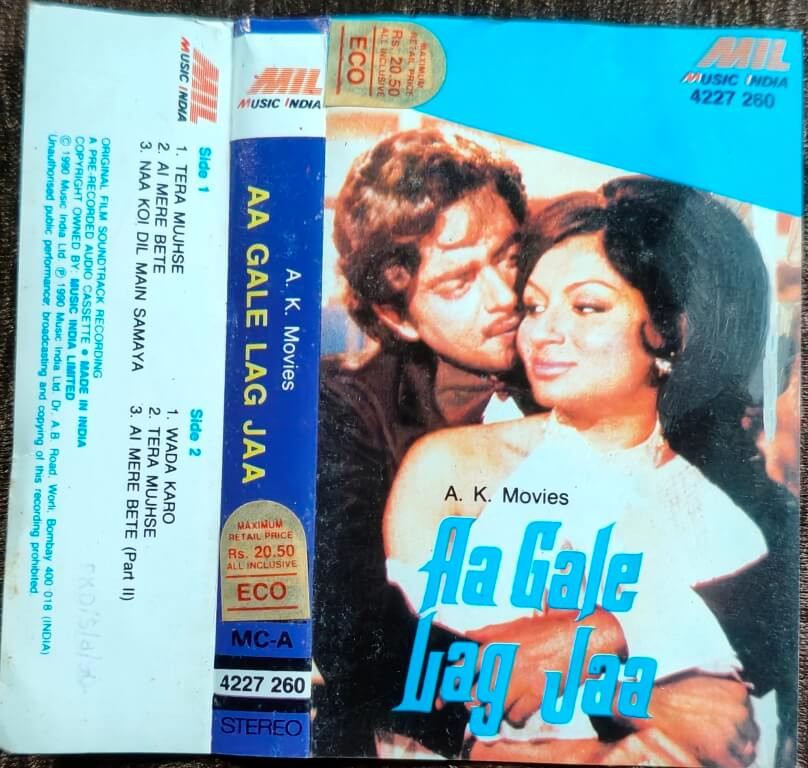 MIL
MUSIC INDIA
Side 1
1. TERA MUJHSE
2. AI MERE BETE
3. NAA KOI DIL MAIN SAMAYA
Side 2
1. WADA KARO
2. TERA MUJHSE
3. AI MERE BETE (Part II)
ORIGINAL FILM SOUNDTRACK RECORDING
A PRE-RECORDED AUDIO CASSETTE ● MADE IN INDIA
COPYRIGHT OWNED BY: MUSIC INDIA LIMITED
© 1990 Music India Ltd. ℗ 1990 Music India Ltd. Dr. A.B. Road, Worli, Bombay 400 018 (INDIA)
Unauthorised public performance, broadcasting and copying of this recording prohibited.
MIL
MUSIC INDIA
A. K. Movies
AA GALE LAG JAA
MAXIMUM
RETAIL PRICE
Rs. 20.50
ALL INCLUSIVE
ECO
MC-A
4227 260
STEREO
MAXIMUM
RETAIL PRICE
Rs. 20.50
ALL INCLUSIVE
ECO
MIL
MUSIC INDIA
4227 260
A. K. Movies
Aa Gale
Lag Jaa